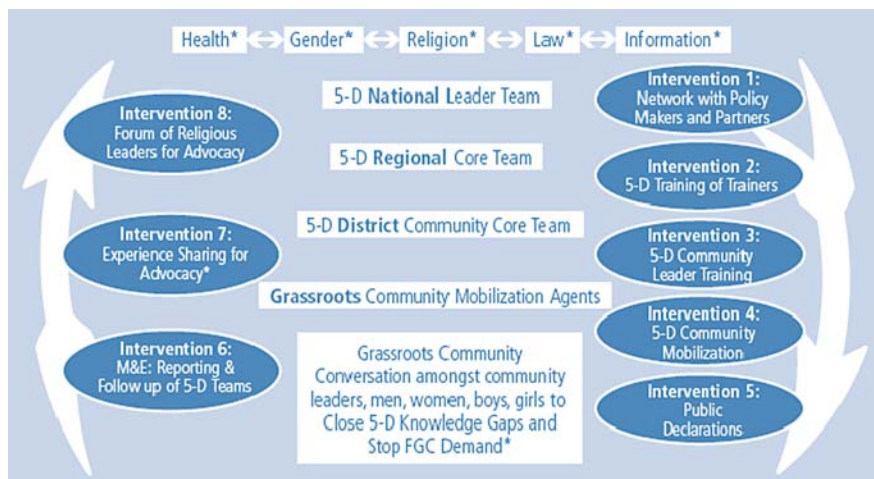 Health* Gender* Religion* Law* Information*
5-D National Leader Team
5-D Regional Core Team
5-D District Community Core Team
Grassroots Community Mobilization Agents
Grassroots Community
Conversation amongst community
leaders, men, women, boys, girls to
Close 5-D Knowledge Gaps and
Stop FGC Demand*
Intervention 1:
Network with Policy
Makers and Partners
Intervention 2:
5-D Training of Trainers
Intervention 3:
5-D Community
Leader Training
Intervention 4:
5-D Community
Mobilization
Intervention 5:
Public
Declarations
Intervention 6:
M&E: Reporting &
Follow up of 5-D Teams
Intervention 7:
Experience Sharing for
Advocacy*
Intervention 8:
Forum of Religious
Leaders for Advocacy